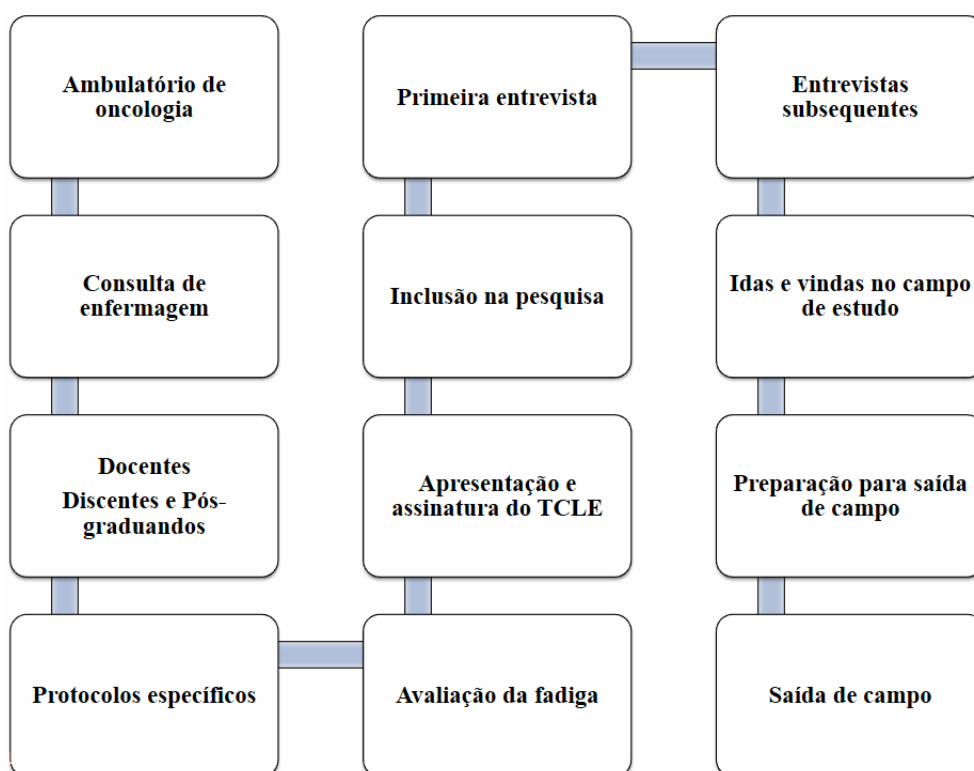 Ambulatório de
oncologia
Consulta de
enfermagem
Docentes
Discentes e Pós-
graduandos
Protocolos específicos
Avaliação da fadiga
Apresentação e
assinatura do TCLE
Inclusão na pesquisa
Primeira entrevista
Entrevistas
subsequentes
Idas e vindas no campo
de estudo
Preparação para saída
de campo
Saída de campo